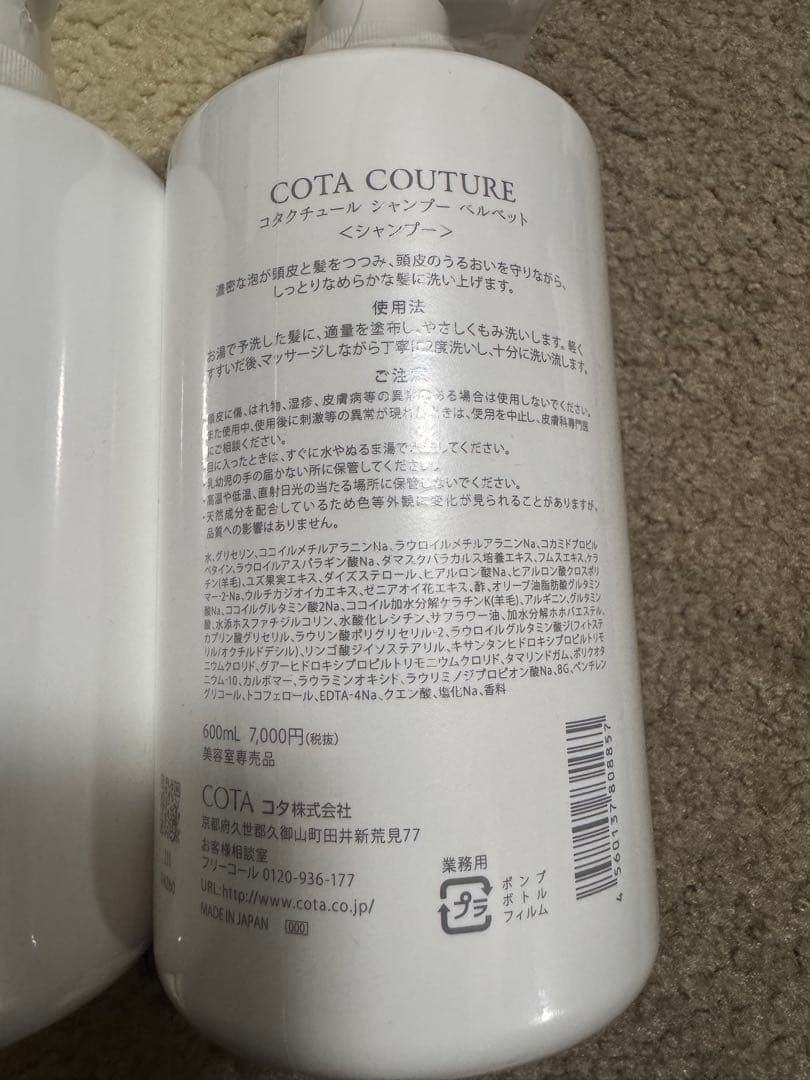 COTA COUTURE
コタクチュール シャンプー ベルベット
＜シャンプー＞
濃密な泡が頭皮と髪をつつみ、頭皮のうるおいを守りながら、
しっとりなめらかな髪に洗い上げます。
使用法
お湯で予洗した髪に、適量を塗布し、やさしくもみ洗いします。軽く
すすいだ後、マッサージしながら丁寧に2度洗いし、十分に洗い流します。
ご注意
・頭皮に傷、はれ物、湿疹、皮膚病等の異常のある場合は使用しないでください。
また使用中、使用後に刺激等の異常が現れたときは、使用を中止し、皮膚科専門医
にご相談ください。
・目に入ったときは、すぐに水やぬるま湯で洗い流してください。
・乳幼児の手の届かない所に保管してください。
・高温や低温、直射日光の当たる場所に保管しないでください。
・天然成分を配合しているため色等外観に変化が見られることがありますが、
品質への影響はありません。
水、グリセリン、ココイルメチルアラニンNa、ラウロイルメチルアラニンNa、コカミドプロピル
ベタイン、ラウロイルアスパラギン酸Na、ダマスクバラカルス培養エキス、フムスエキス、ケラ
チン(羊毛)、ユズ果実エキス、ダイズステロール、ヒアルロン酸Na、ヒアルロン酸クロスポリ
マー-2-Na、ウルチカジオイカエキス、ゼニアオイ花エキス、酢、オリーブ油脂肪酸グルタミン
酸Na、ココイルグルタミン酸2Na、ココイル加水分解ケラチンK(羊毛)、アルギニン、グルタミン
酸、水添ホスファチジルコリン、水酸化レシチン、サフラワー油、加水分解ホホバエステル、
カプリン酸グリセリル、ラウリン酸ポリグリセリル-2、ラウロイルグルタミン酸ジ(フィトステ
リル/オクチルドデシル)、リンゴ酸ジイソステアリル、キサンタンヒドロキシプロピルトリモ
ニウムクロリド、グアーヒドロキシプロピルトリモニウムクロリド、タマリンドガム、ポリクオタ
ニウム-10、カルボマー、ラウラミンオキシド、ラウリミノジプロピオン酸Na、BG、ペンチレン
グリコール、トコフェロール、EDTA-4Na、クエン酸、塩化Na、香料
600mL 7,000円(税抜)
美容室専売品
COTA コタ株式会社
京都府久世郡久御山町田井新荒見77
お客様相談室
フリーコール 0120-936-177
URL:http://www.cota.co.jp/
MADE IN JAPAN 000
業務用
プラ
ポンプ
ボトル
フィルム
4 560137 808857